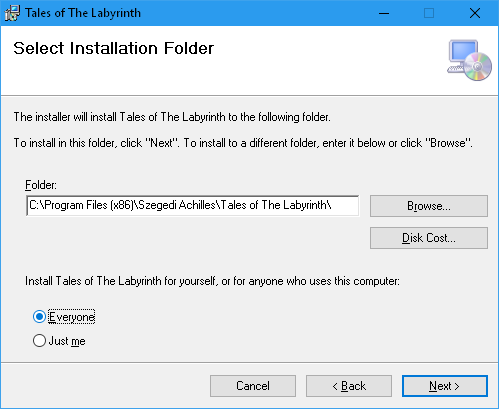 Tales of The Labyrinth
Select Installation Folder
The installer will install Tales of The Labyrinth to the following folder.
To install in this folder, click "Next". To install to a different folder, enter it below or click "Browse".
Folder:
C:\Program Files (x86)\Szegedi Achilles\Tales of The Labyrinth\
Browse...
Disk Cost...
Install Tales of The Labyrinth for yourself, or for anyone who uses this computer:
Everyone
Just me
Cancel
< Back
Next >